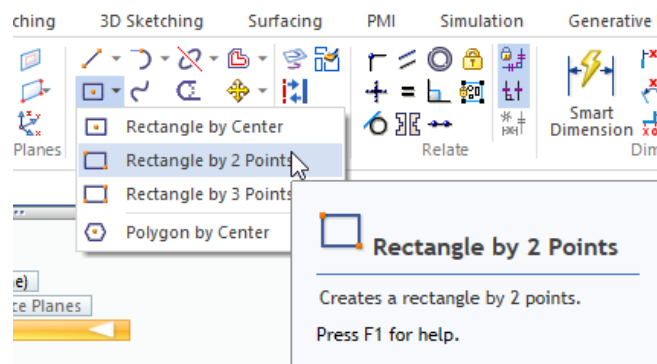 ching 3D Sketching Surfacing PMI Simulation Generative
Smart
Dimension
Planes Relate Dim
Rectangle by Center
Rectangle by 2 Points
Rectangle by 3 Points
Polygon by Center
Rectangle by 2 Points
Creates a rectangle by 2 points.
Press F1 for help.
e)
ce Planes